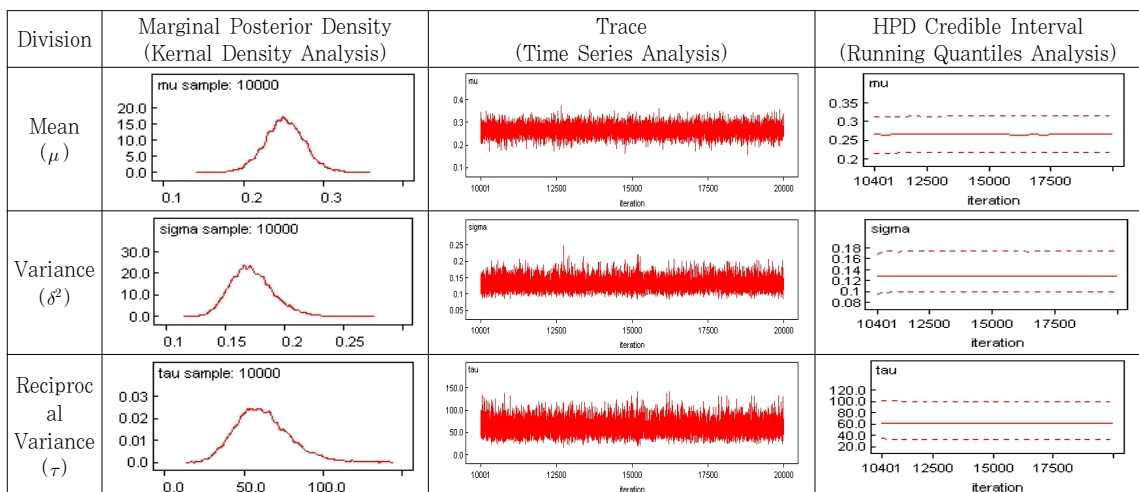 Division
Marginal Posterior Density
(Kernal Density Analysis)
Trace
(Time Series Analysis)
HPD Credible Interval
(Running Quantiles Analysis)
Mean
(μ)
mu sample: 10000
20.0
15.0
10.0
5.0
0.0
0.1 0.2 0.3
mu
0.4
0.3
0.2
0.1
10001 12500 15000 17500 20000
iteration
mu
0.35
0.3
0.25
0.2
10401 12500 15000 17500
iteration
Variance
(δ²)
sigma sample: 10000
30.0
20.0
10.0
0.0
0.1 0.15 0.2 0.25
sigma
0.25
0.2
0.15
0.1
0.05
10001 12500 15000 17500 20000
iteration
sigma
0.18
0.16
0.14
0.12
0.1
0.08
10401 12500 15000 17500
iteration
Reciproc
al
Variance
(τ)
tau sample: 10000
0.03
0.02
0.01
0.0
0.0 50.0 100.0
tau
150.0
100.0
50.0
0.0
10001 12500 15000 17500 20000
iteration
tau
120.0
100.0
80.0
60.0
40.0
20.0
10401 12500 15000 17500
iteration